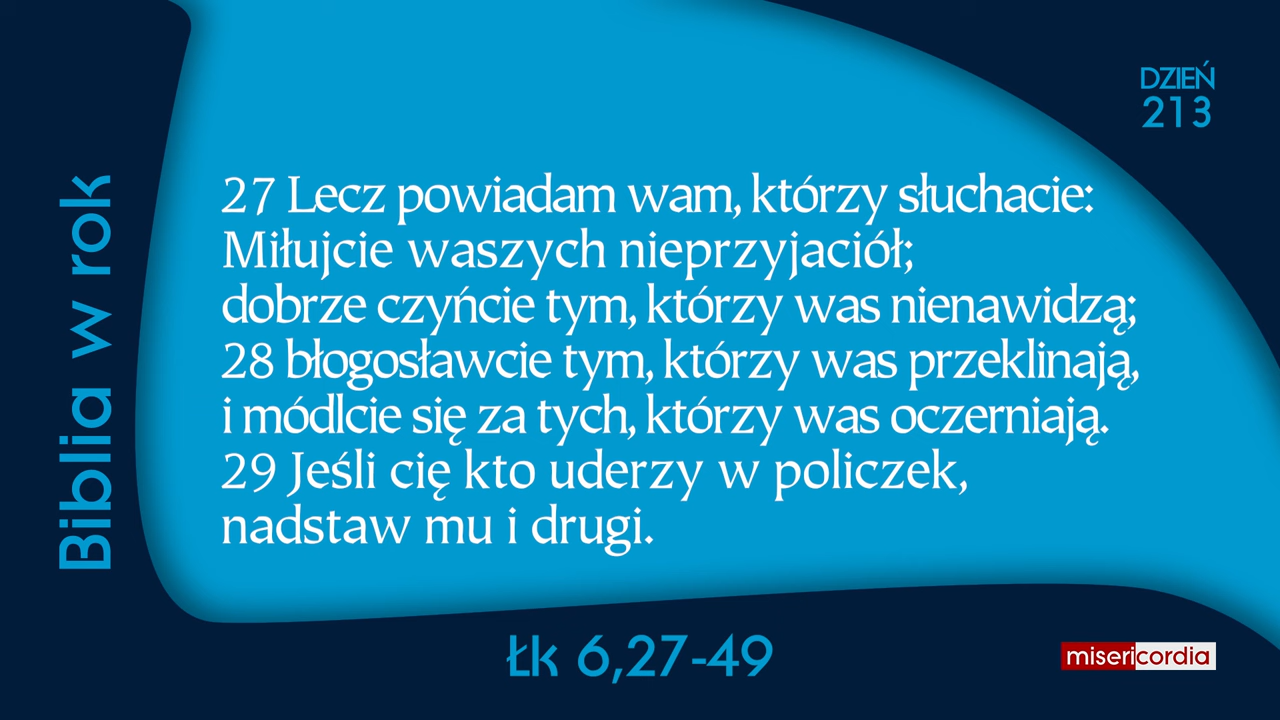 DZIEŃ
213
Biblia w rok
27 Lecz powiadam wam, którzy słuchacie:
Miłujcie waszych nieprzyjaciół;
dobrze czyńcie tym, którzy was nienawidzą;
28 błogosławcie tym, którzy was przeklinają,
i módlcie się za tych, którzy was oczerniają.
29 Jeśli cię kto uderzy w policzek,
nadstaw mu i drugi.
Łk 6,27-49
misericordia